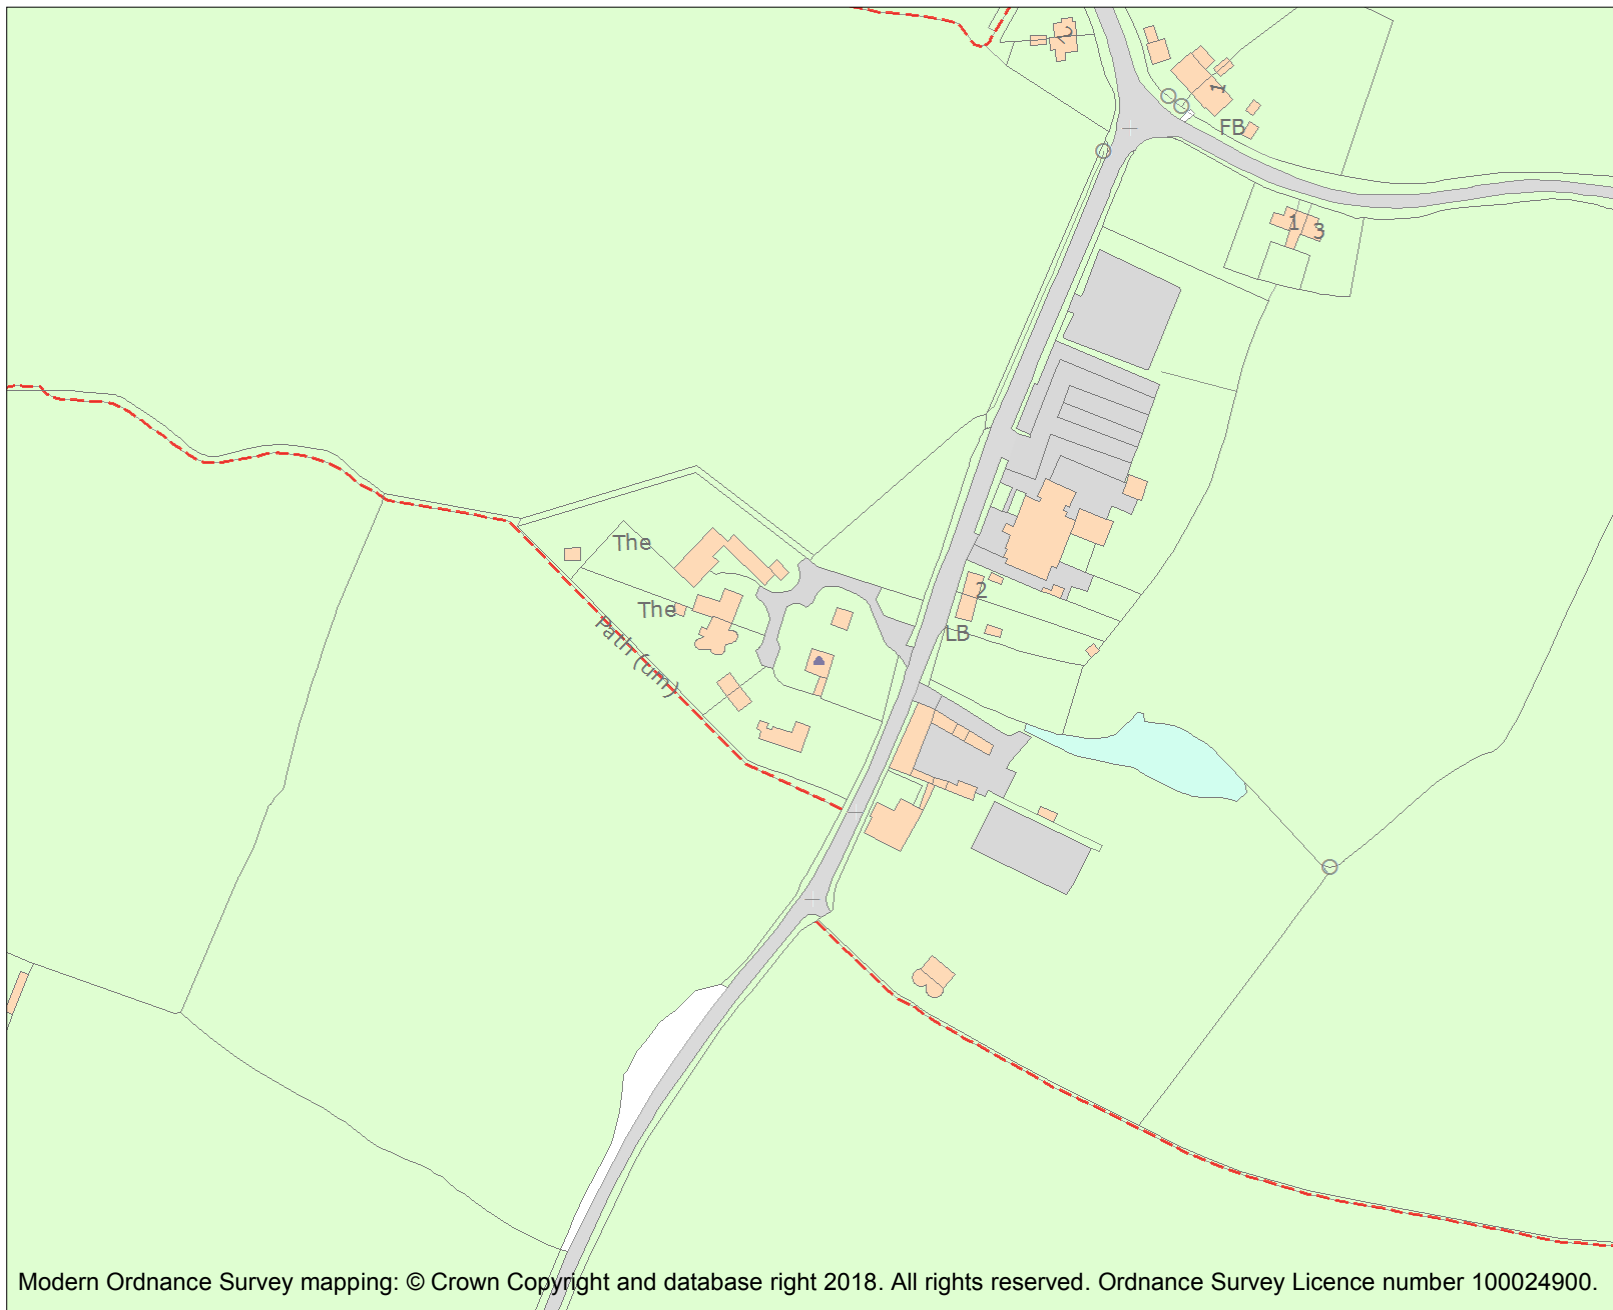 2
1
FB
1
3
The
2
The
LB
Path (um)
Modern Ordnance Survey mapping: © Crown Copyright and database right 2018. All rights reserved. Ordnance Survey Licence number 100024900.